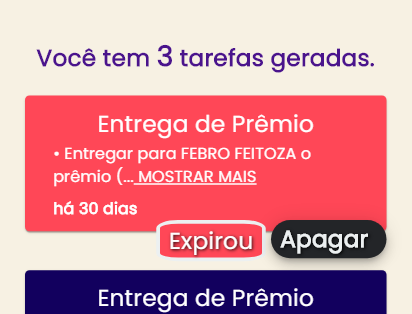 Você tem 3 tarefas geradas.
Entrega de Prêmio
• Entregar para FEBRO FEITOZA o
prêmio (... MOSTRAR MAIS
há 30 dias
Expirou
Apagar
Entrega de Prêmio